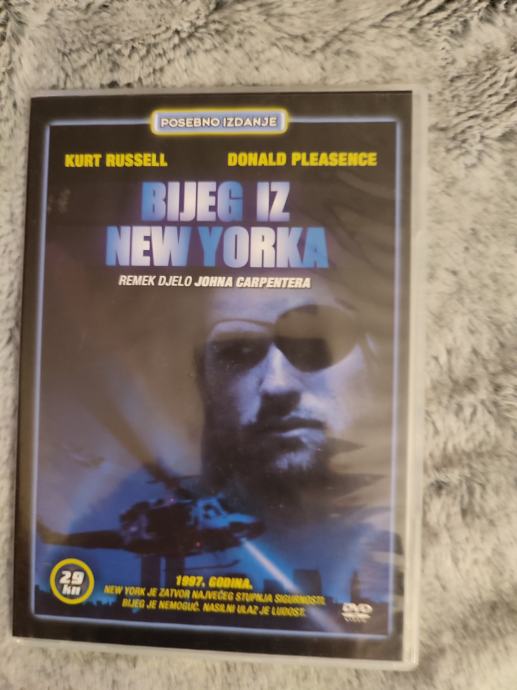 POSEBNO IZDANJE
KURT RUSSELL DONALD PLEASENCE
BIJEG IZ
NEW YORKA
REMEK DJELO JOHNA CARPENTERA
29
kn
1997. GODINA.
NEW YORK JE ZATVOR NAJVEĆEG STUPNJA SIGURNOSTI.
BIJEG JE NEMOGUĆ. NASILNI ULAZ JE LUDOST.
DVD